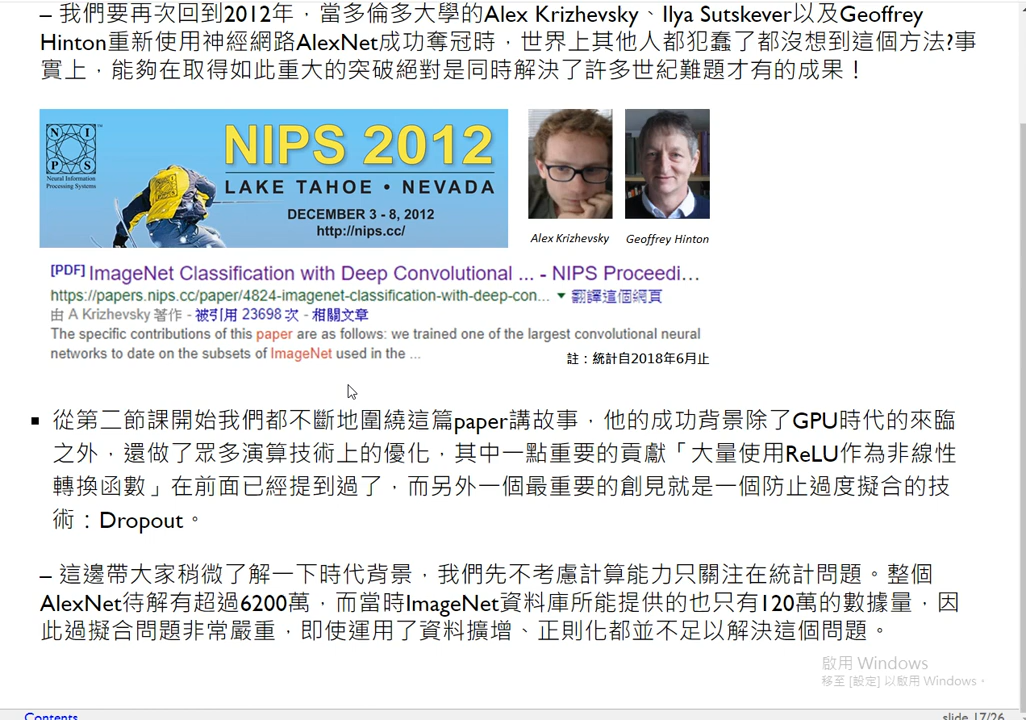 – 我們要再次回到2012年，當多倫多大學的Alex Krizhevsky、Ilya Sutskever以及Geoffrey
Hinton重新使用神經網路AlexNet成功奪冠時，世界上其他人都犯蠢了都沒想到這個方法?事
實上，能夠在取得如此重大的突破絕對是同時解決了許多世紀難題才有的成果！
N I
P S
Neural Information
Processing Systems
NIPS 2012
LAKE TAHOE • NEVADA
DECEMBER 3 - 8, 2012
http://nips.cc/
Alex Krizhevsky
Geoffrey Hinton
[PDF] ImageNet Classification with Deep Convolutional ... - NIPS Proceedi...
https://papers.nips.cc/paper/4824-imagenet-classification-with-deep-con... ▼ 翻譯這個網頁
由 A Krizhevsky 著作 - 被引用 23698 次 - 相關文章
The specific contributions of this paper are as follows: we trained one of the largest convolutional neural
networks to date on the subsets of ImageNet used in the ...
註：統計自2018年6月止
▪ 從第二節課開始我們都不斷地圍繞這篇paper講故事，他的成功背景除了GPU時代的來臨
之外，還做了眾多演算技術上的優化，其中一點重要的貢獻「大量使用ReLU作為非線性
轉換函數」在前面已經提到過了，而另外一個最重要的創見就是一個防止過度擬合的技
術：Dropout。
– 這邊帶大家稍微了解一下時代背景，我們先不考慮計算能力只關注在統計問題。整個
AlexNet待解有超過6200萬，而當時ImageNet資料庫所能提供的也只有120萬的數據量，因
此過擬合問題非常嚴重，即使運用了資料擴增、正則化都並不足以解決這個問題。
啟用 Windows
移至 [設定] 以啟用 Windows。
Contents
slide 17/26